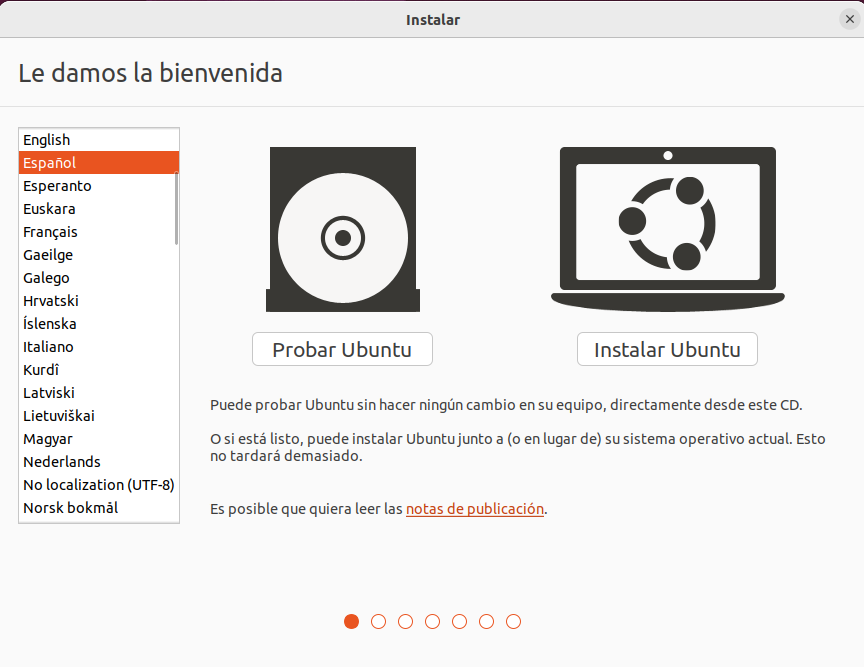 Instalar
Le damos la bienvenida
English
Español
Esperanto
Euskara
Français
Gaeilge
Galego
Hrvatski
Íslenska
Italiano
Kurdî
Latviski
Lietuviškai
Magyar
Nederlands
No localization (UTF-8)
Norsk bokmål
Probar Ubuntu
Instalar Ubuntu
Puede probar Ubuntu sin hacer ningún cambio en su equipo, directamente desde este CD.
O si está listo, puede instalar Ubuntu junto a (o en lugar de) su sistema operativo actual. Esto
no tardará demasiado.
Es posible que quiera leer las notas de publicación.